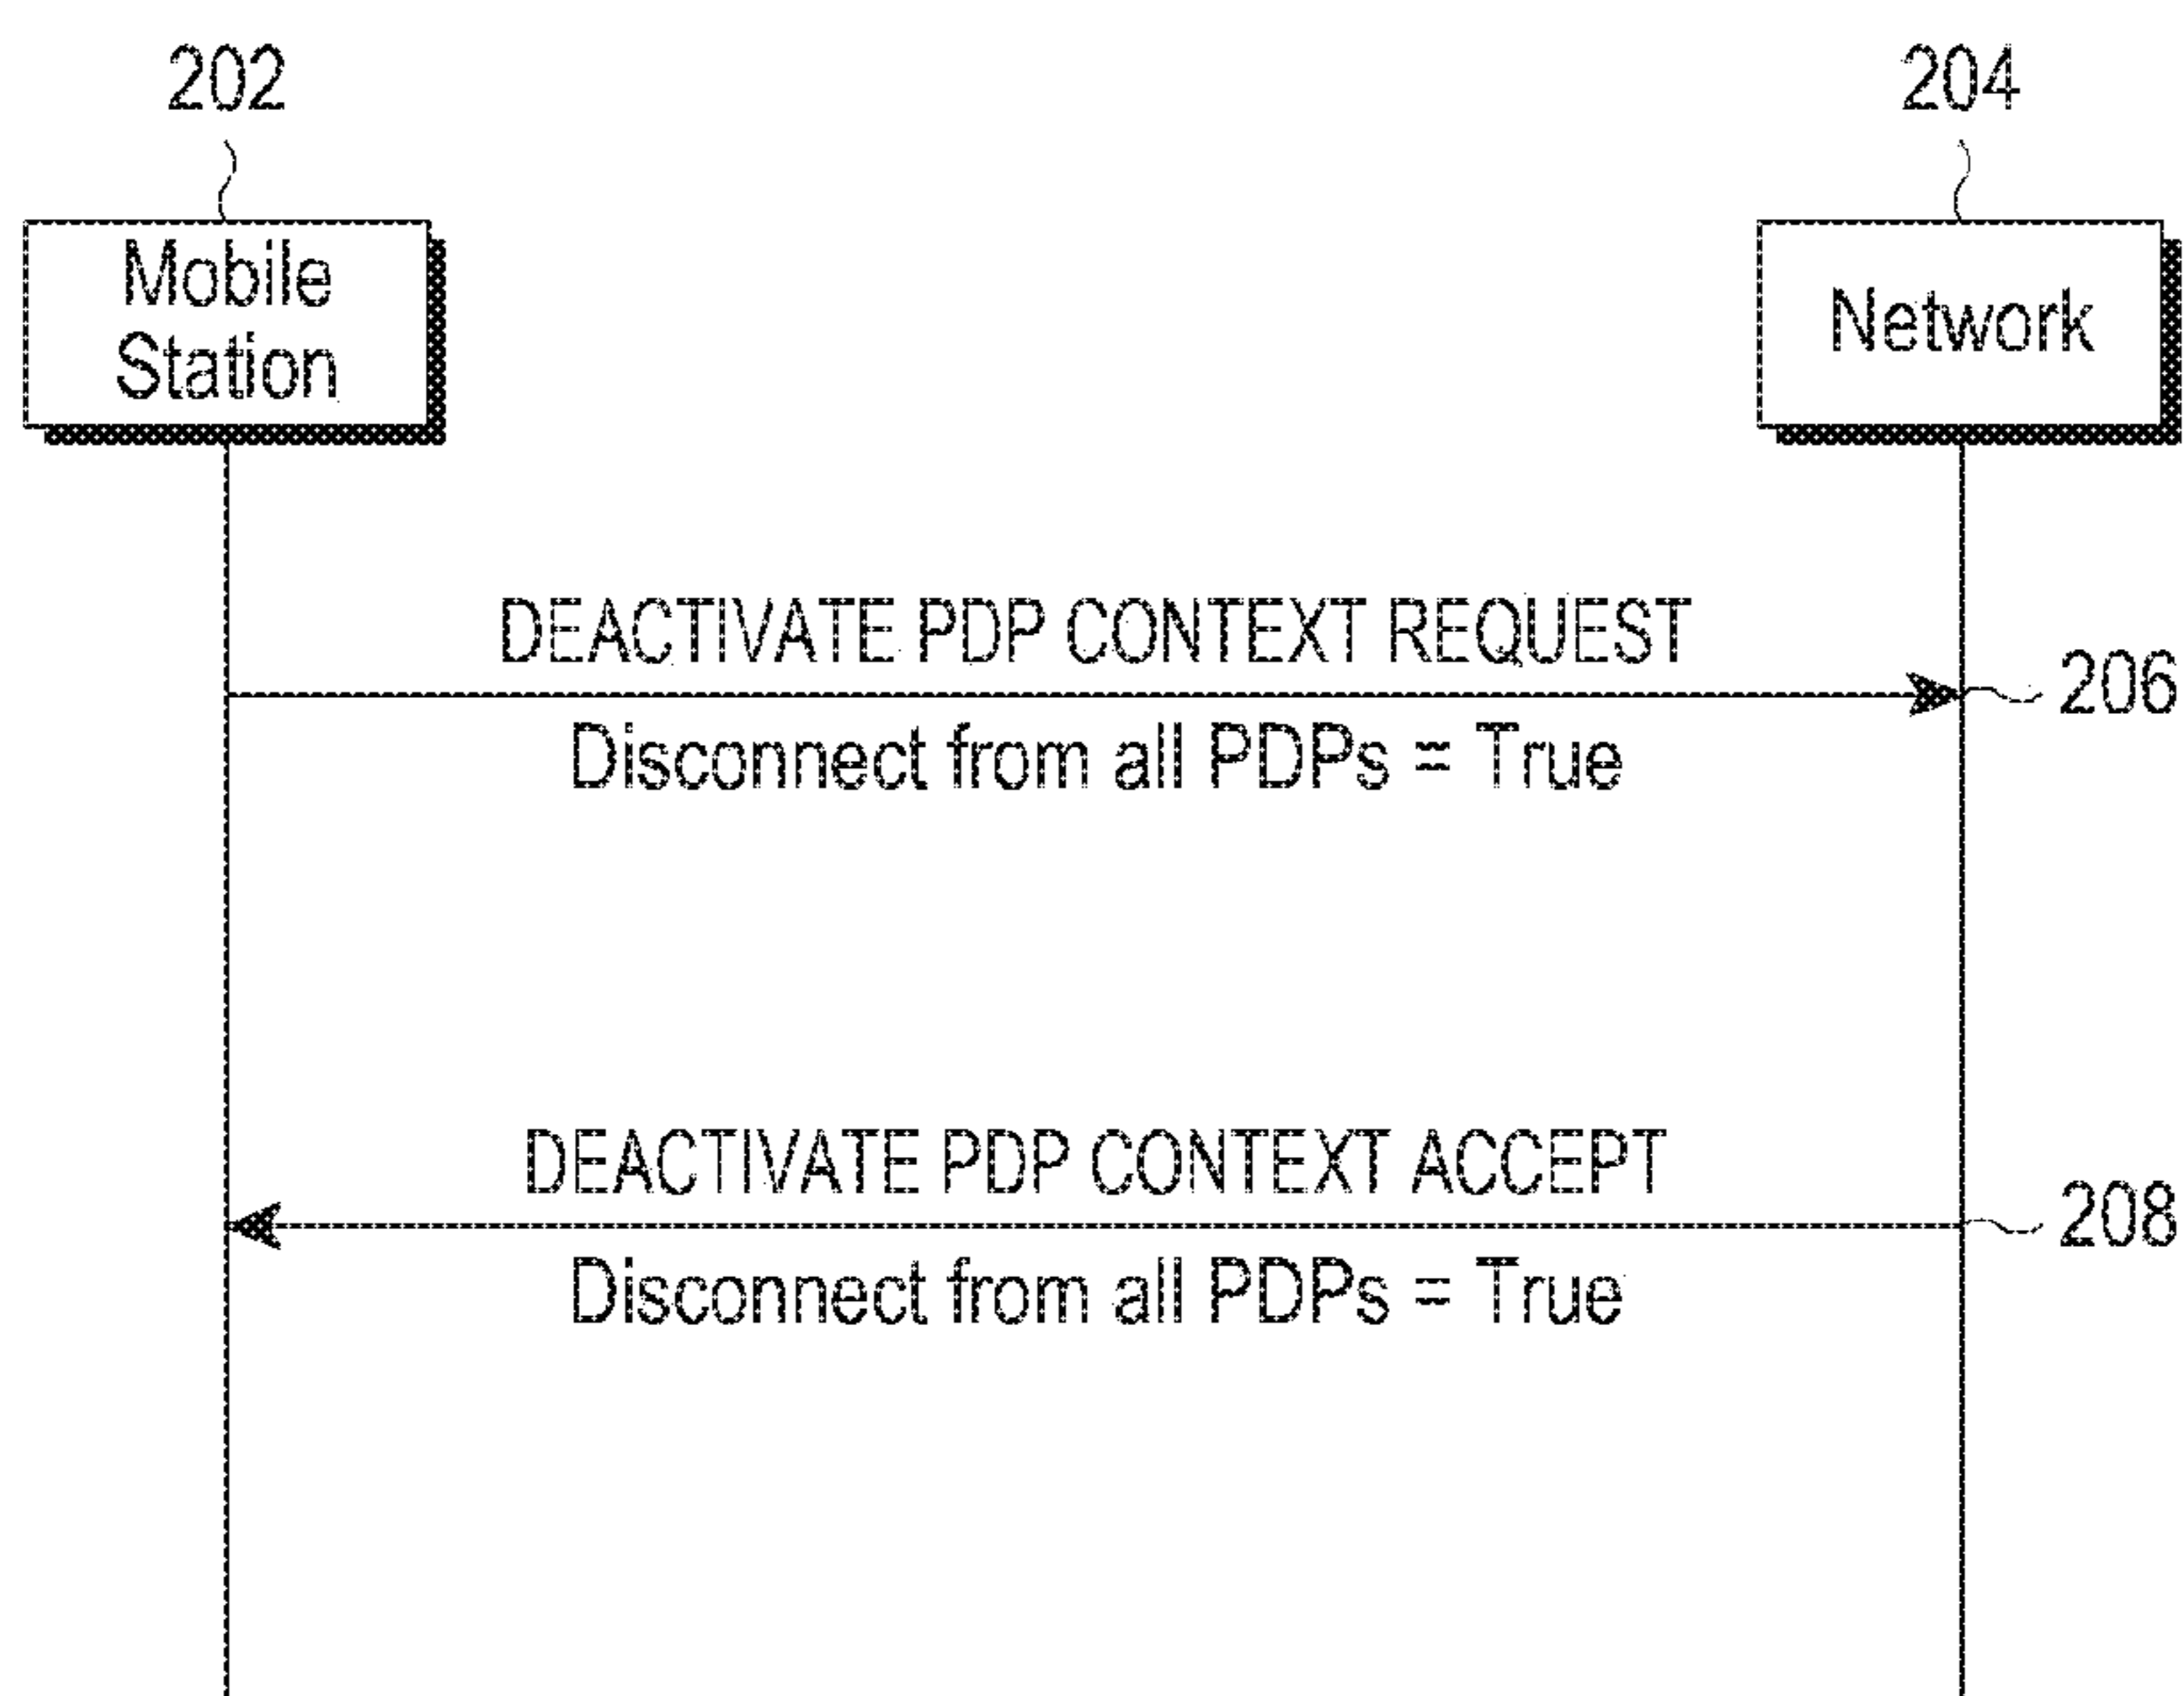 202
204
Mobile
Station
Network
DEACTIVATE PDP CONTEXT REQUEST
206
Disconnect from all PDPs = True
DEACTIVATE PDP CONTEXT ACCEPT
208
Disconnect from all PDPs = True